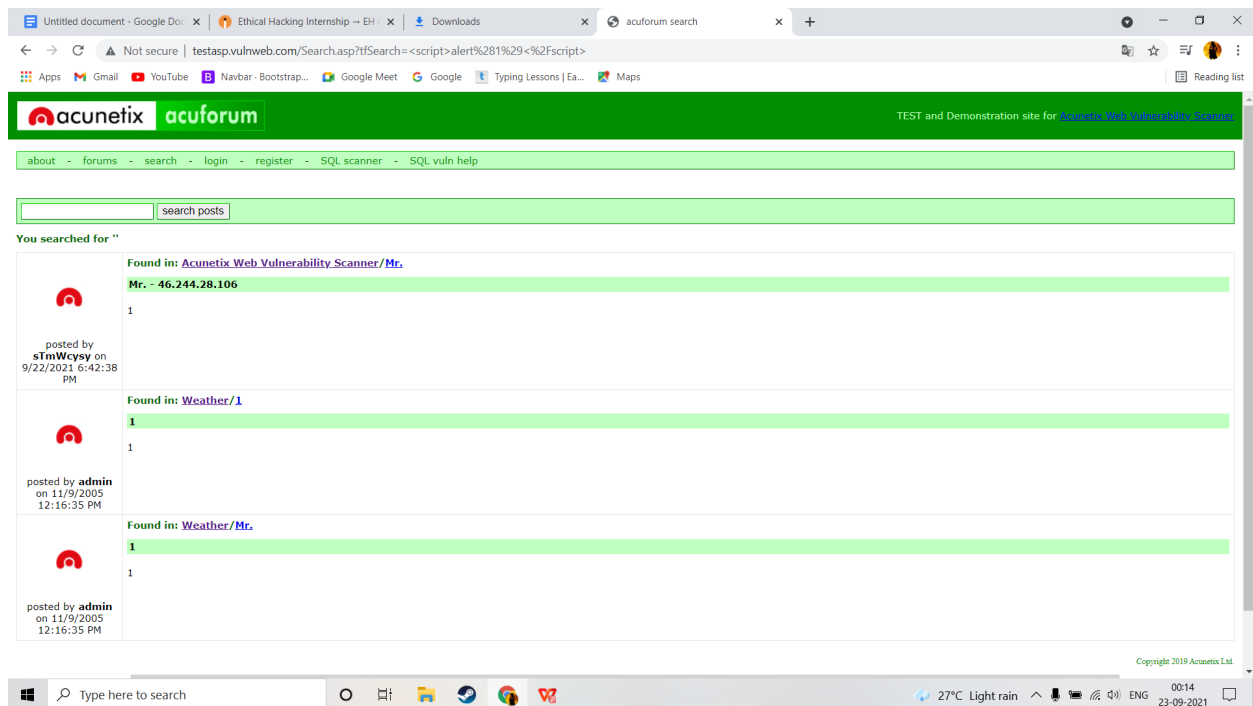 Untitled document - Google Doc
Ethical Hacking Internship → EH
Downloads
acuforum search
Not secure | testasp.vulnweb.com/Search.asp?tfSearch=<script>alert%281%29<%2Fscript>
Apps Gmail YouTube Navbar · Bootstrap... Google Meet Google Typing Lessons | Ea... Maps Reading list
acunetix acuforum
TEST and Demonstration site for Acunetix Web Vulnerability Scanner
about - forums - search - login - register - SQL scanner - SQL vuln help
search posts
You searched for ''
Found in: Acunetix Web Vulnerability Scanner/Mr.
Mr. - 46.244.28.106
1
posted by
sTmWcysy on
9/22/2021 6:42:38
PM
Found in: Weather/1
1
1
posted by admin
on 11/9/2005
12:16:35 PM
Found in: Weather/Mr.
1
1
posted by admin
on 11/9/2005
12:16:35 PM
Copyright 2019 Acunetix Ltd.
Type here to search
27°C Light rain
ENG
00:14
23-09-2021